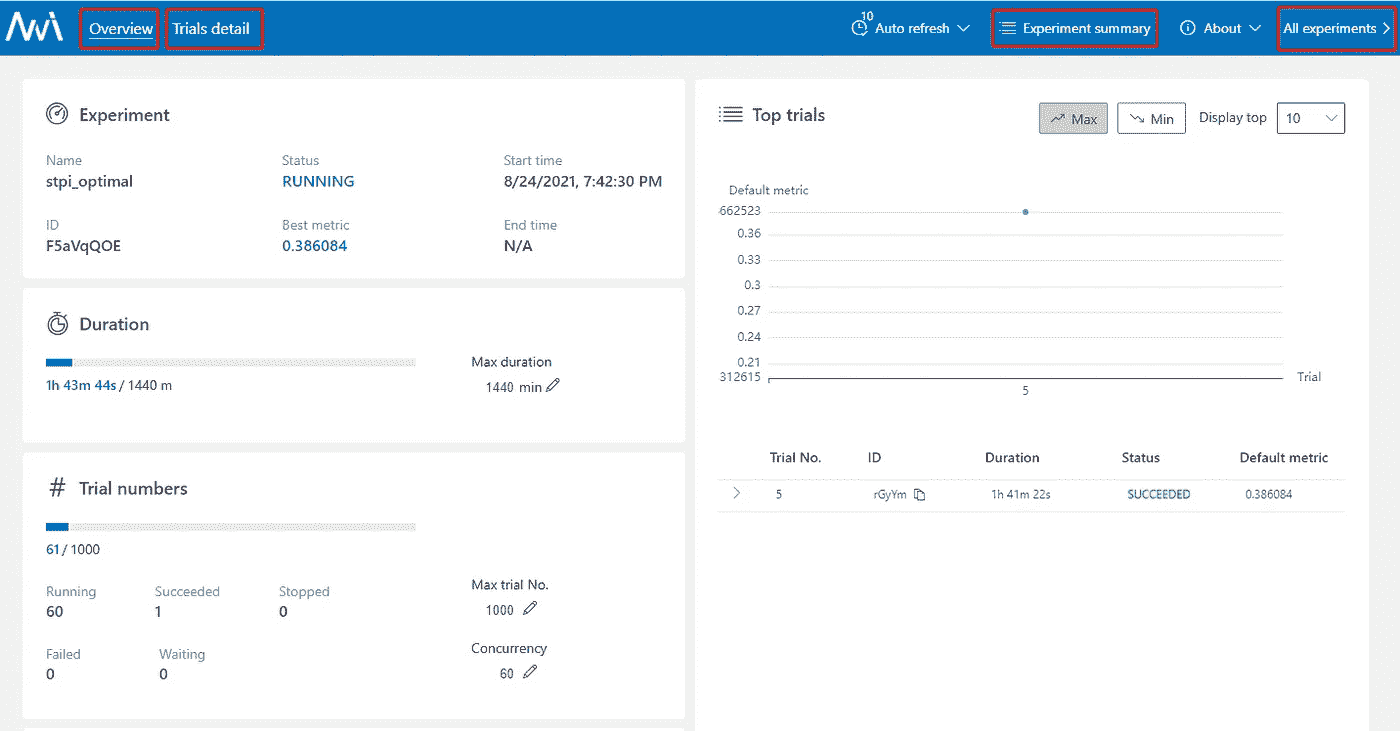 Overview Trials detail 10 Auto refresh Experiment summary About All experiments
Experiment
Name Status Start time
stpi_optimal RUNNING 8/24/2021, 7:42:30 PM
ID Best metric End time
F5aVqQOE 0.386084 N/A
Duration
Max duration
1h 43m 44s / 1440 m 1440 min
# Trial numbers
61 / 1000
Running Succeeded Stopped Max trial No.
60 1 0 1000
Failed Waiting Concurrency
0 0 60
Top trials Max Min Display top 10
Default metric
662523
0.36
0.33
0.3
0.27
0.24
0.21
312615 Trial
5
Trial No. ID Duration Status Default metric
5 rGyYm 1h 41m 22s SUCCEEDED 0.386084